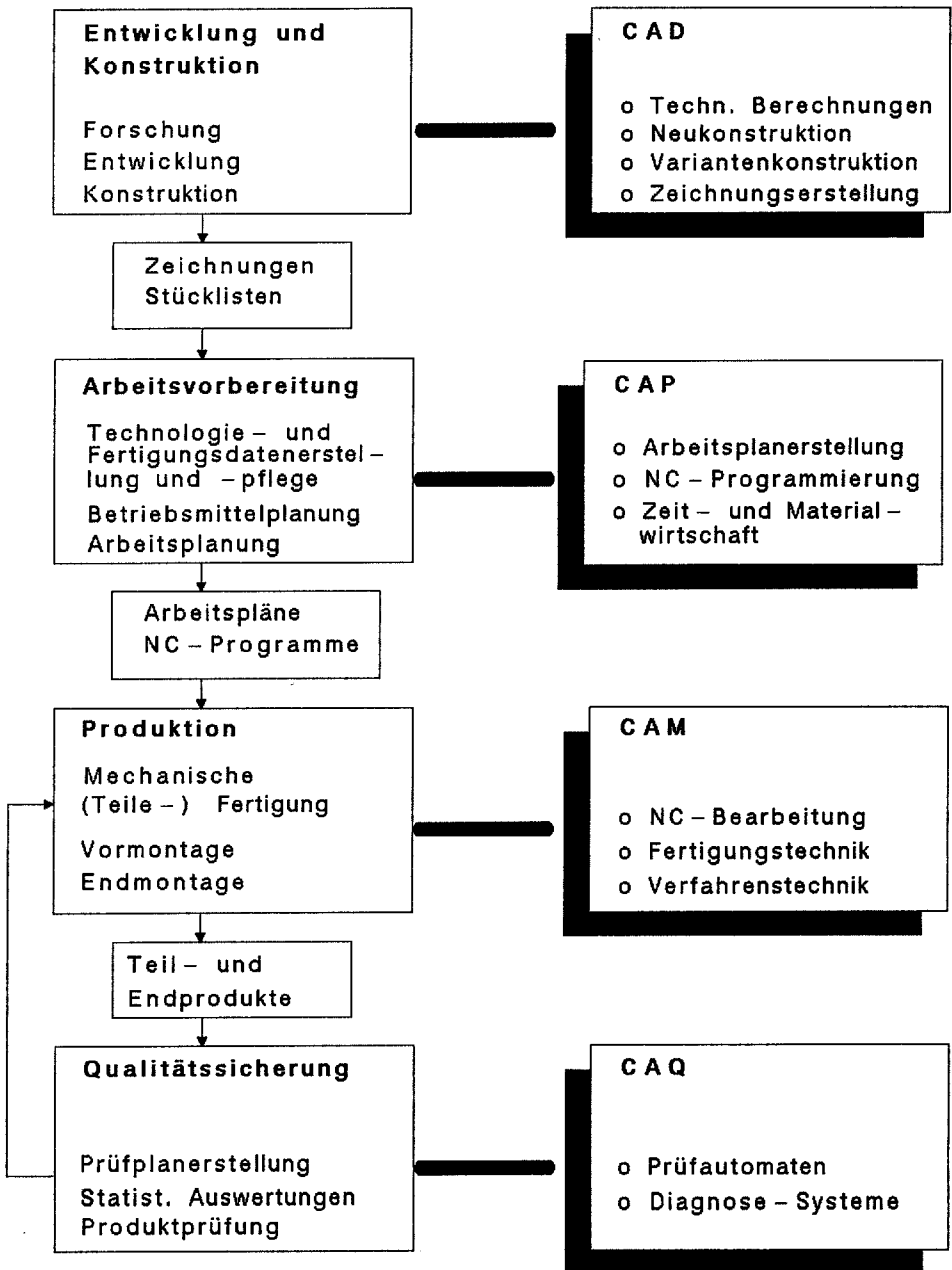 Entwicklung und
Konstruktion
Forschung
Entwicklung
Konstruktion
CAD
o Techn. Berechnungen
o Neukonstruktion
o Variantenkonstruktion
o Zeichnungserstellung
Zeichnungen
Stücklisten
Arbeitsvorbereitung
Technologie- und
Fertigungsdatenerstel-
lung und -pflege
Betriebsmittelplanung
Arbeitsplanung
CAP
o Arbeitsplanerstellung
o NC-Programmierung
o Zeit- und Material-
wirtschaft
Arbeitspläne
NC-Programme
Produktion
Mechanische
(Teile-) Fertigung
Vormontage
Endmontage
CAM
o NC-Bearbeitung
o Fertigungstechnik
o Verfahrenstechnik
Teil- und
Endprodukte
Qualitätssicherung
Prüfplanerstellung
Statist. Auswertungen
Produktprüfung
CAQ
o Prüfautomaten
o Diagnose-Systeme